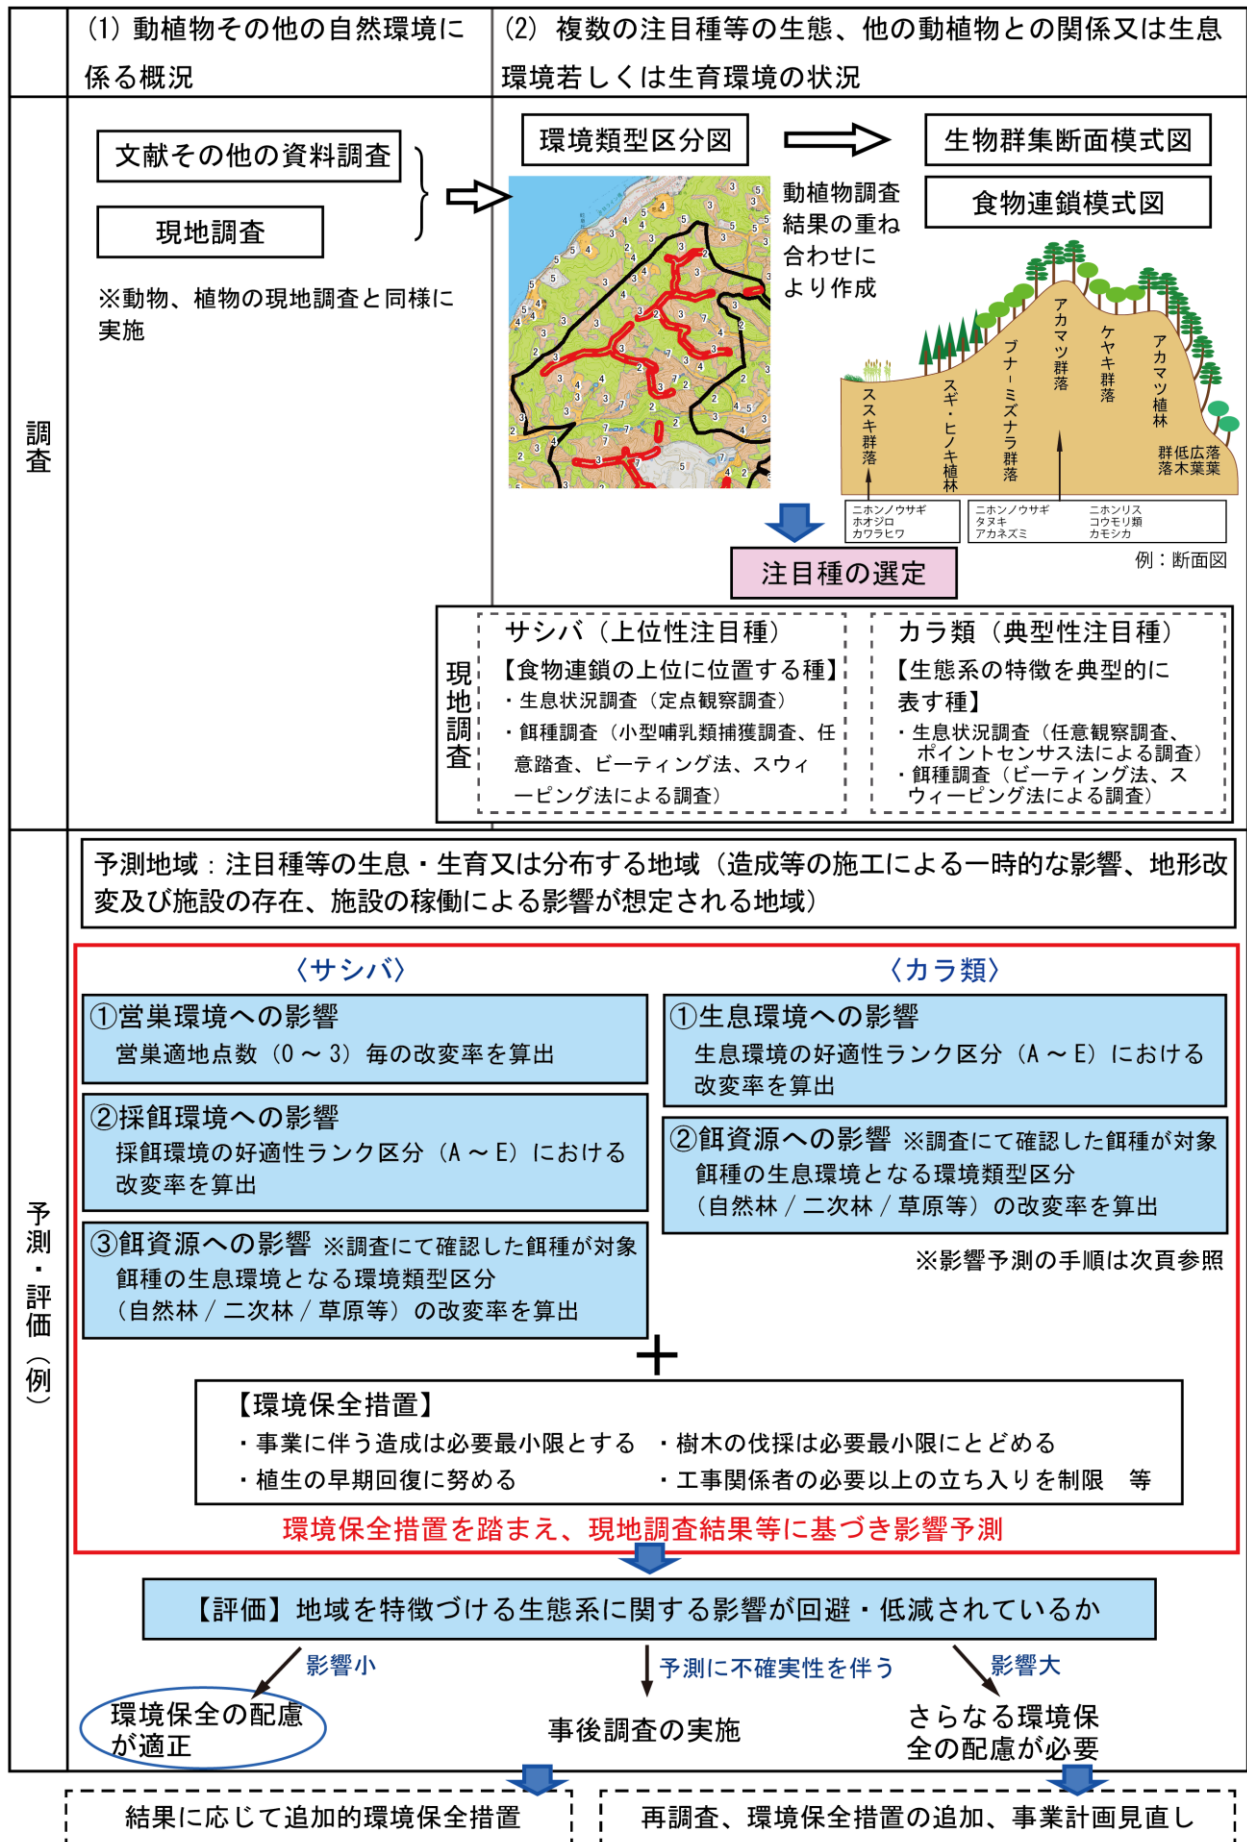 (1) 動植物その他の自然環境に
係る概況
(2) 複数の注目種等の生態、他の動植物との関係又は生息
環境若しくは生育環境の状況
調査
文献その他の資料調査
現地調査
※動物、植物の現地調査と同様に
実施
環境類型区分図
動植物調査
結果の重ね
合わせに
より作成
生物群集断面模式図
食物連鎖模式図
ススキ群落
スギ・ヒノキ植林
ブナ－ミズナラ群落
アカマツ群落
ケヤキ群落
アカマツ植林
落葉
広葉
低木
群落
ニホンノウサギ
ホオジロ
カワラヒワ
ニホンノウサギ
タヌキ
アカネズミ
ニホンリス
コウモリ類
カモシカ
例：断面図
注目種の選定
現地調査
サシバ（上位性注目種）
【食物連鎖の上位に位置する種】
・生息状況調査（定点観察調査）
・餌種調査（小型哺乳類捕獲調査、任
意踏査、ビーティング法、スウィ
ーピング法による調査）
カラ類（典型性注目種）
【生態系の特徴を典型的に
表す種】
・生息状況調査（任意観察調査、
ポイントセンサス法による調査）
・餌種調査（ビーティング法、ス
ウィーピング法による調査）
予測・評価（例）
予測地域：注目種等の生息・生育又は分布する地域（造成等の施工による一時的な影響、地形改
変及び施設の存在、施設の稼働による影響が想定される地域）
〈サシバ〉
①営巣環境への影響
営巣適地点数（0 ～ 3）毎の改変率を算出
②採餌環境への影響
採餌環境の好適性ランク区分（A ～ E）における
改変率を算出
③餌資源への影響 ※調査にて確認した餌種が対象
餌種の生息環境となる環境類型区分
（自然林 / 二次林 / 草原等）の改変率を算出
〈カラ類〉
①生息環境への影響
生息環境の好適性ランク区分（A ～ E）における
改変率を算出
②餌資源への影響 ※調査にて確認した餌種が対象
餌種の生息環境となる環境類型区分
（自然林 / 二次林 / 草原等）の改変率を算出
※影響予測の手順は次頁参照
＋
【環境保全措置】
・事業に伴う造成は必要最小限とする ・樹木の伐採は必要最小限にとどめる
・植生の早期回復に努める ・工事関係者の必要以上の立ち入りを制限 等
環境保全措置を踏まえ、現地調査結果等に基づき影響予測
【評価】地域を特徴づける生態系に関する影響が回避・低減されているか
影響小
予測に不確実性を伴う
影響大
環境保全の配慮
が適正
事後調査の実施
さらなる環境保
全の配慮が必要
結果に応じて追加的環境保全措置
再調査、環境保全措置の追加、事業計画見直し